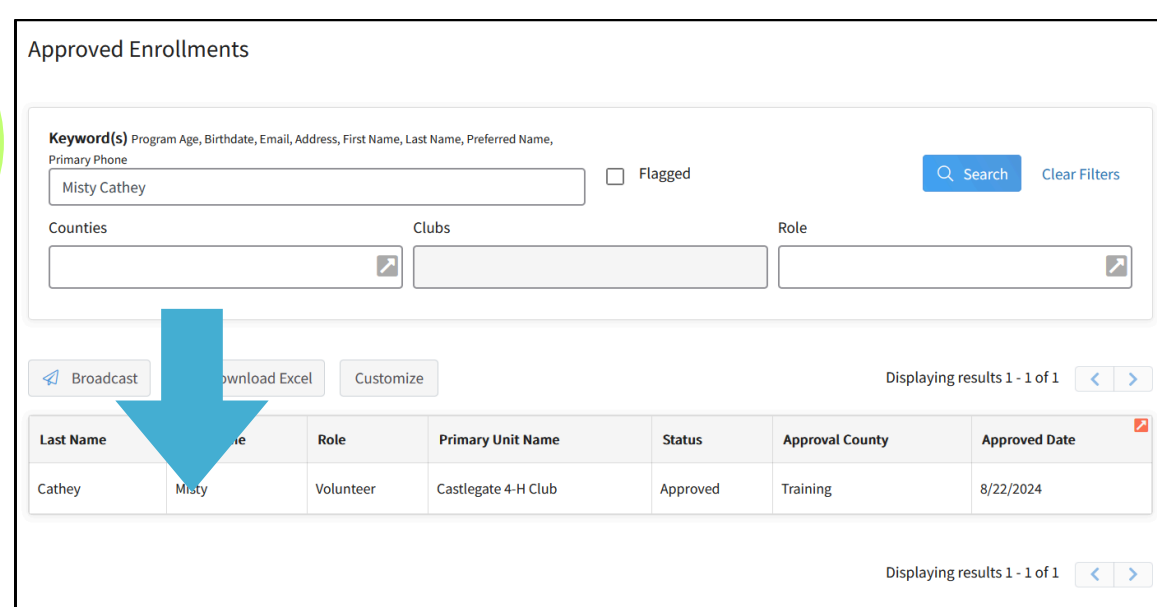 Approved Enrollments
Keyword(s) Program Age, Birthdate, Email, Address, First Name, Last Name, Preferred Name,
Primary Phone
Misty Cathey
Flagged
Search
Clear Filters
Counties
Clubs
Role
Broadcast
Excel
Customize
Displaying results 1 - 1 of 1
Last Name Role Primary Unit Name Status Approval County Approved Date
Cathey Misty Volunteer Castlegate 4-H Club Approved Training 8/22/2024
Displaying results 1 - 1 of 1